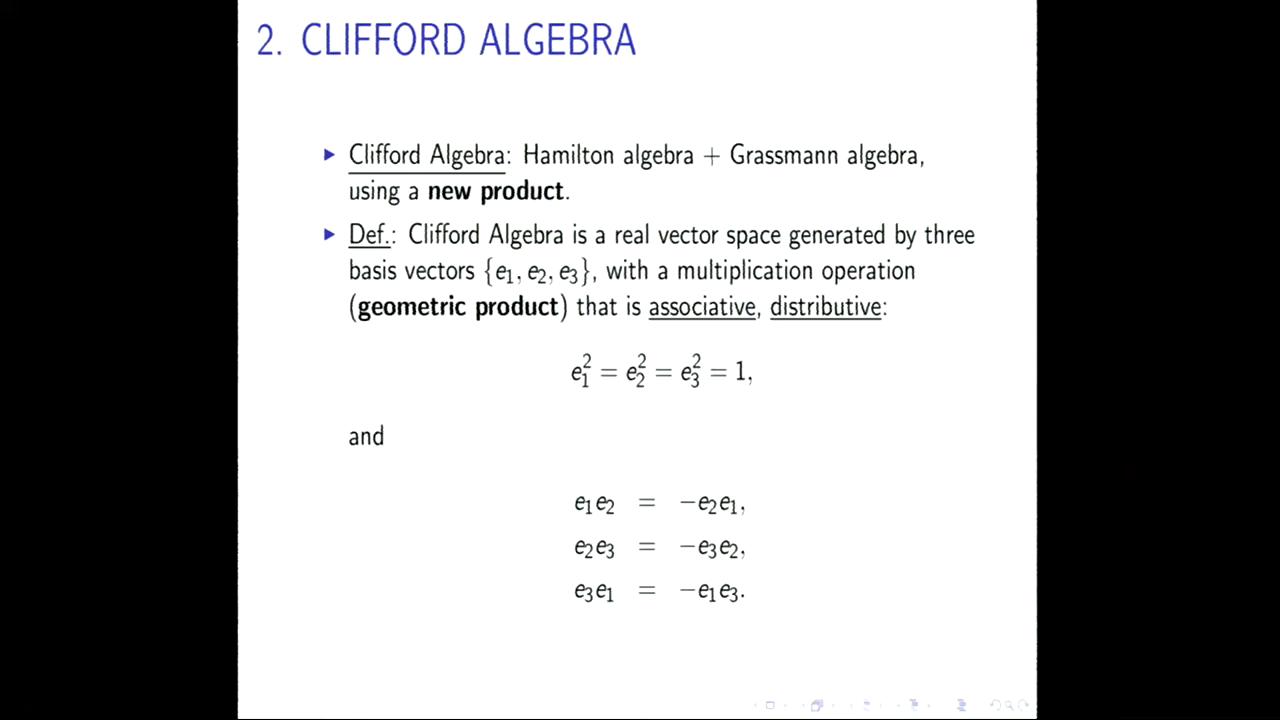 2. CLIFFORD ALGEBRA
▶ Clifford Algebra: Hamilton algebra + Grassmann algebra,
using a new product.
▶ Def.: Clifford Algebra is a real vector space generated by three
basis vectors {e₁, e₂, e₃}, with a multiplication operation
(geometric product) that is associative, distributive:
e₁² = e₂² = e₃² = 1,
and
e₁e₂ = −e₂e₁,
e₂e₃ = −e₃e₂,
e₃e₁ = −e₁e₃.